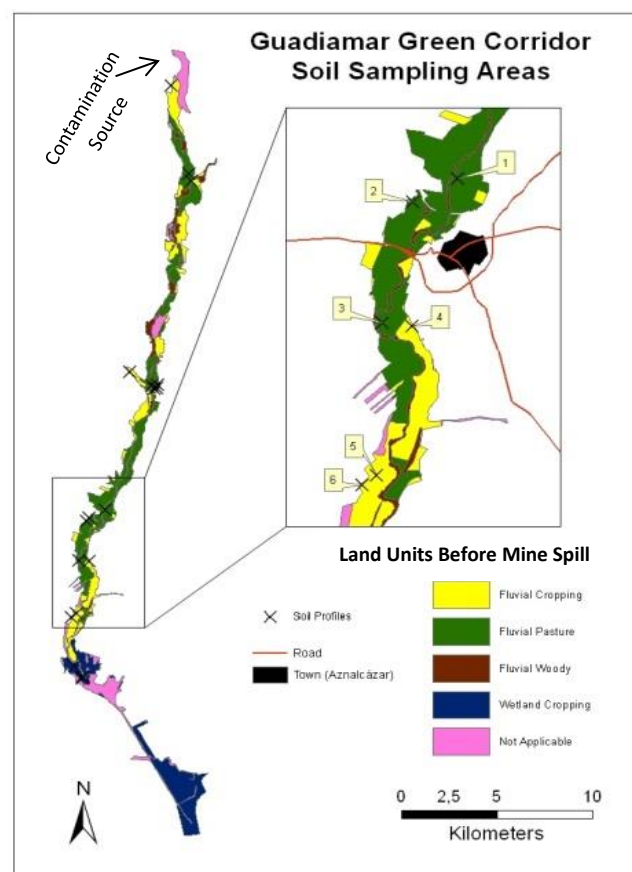 Guadiamar Green Corridor
Soil Sampling Areas
Contamination
Source
1
2
3
4
5
6
Land Units Before Mine Spill
Soil Profiles
Road
Town (Aznalcázar)
Fluvial Cropping
Fluvial Pasture
Fluvial Woody
Wetland Cropping
Not Applicable
N
0 2,5 5 10
Kilometers